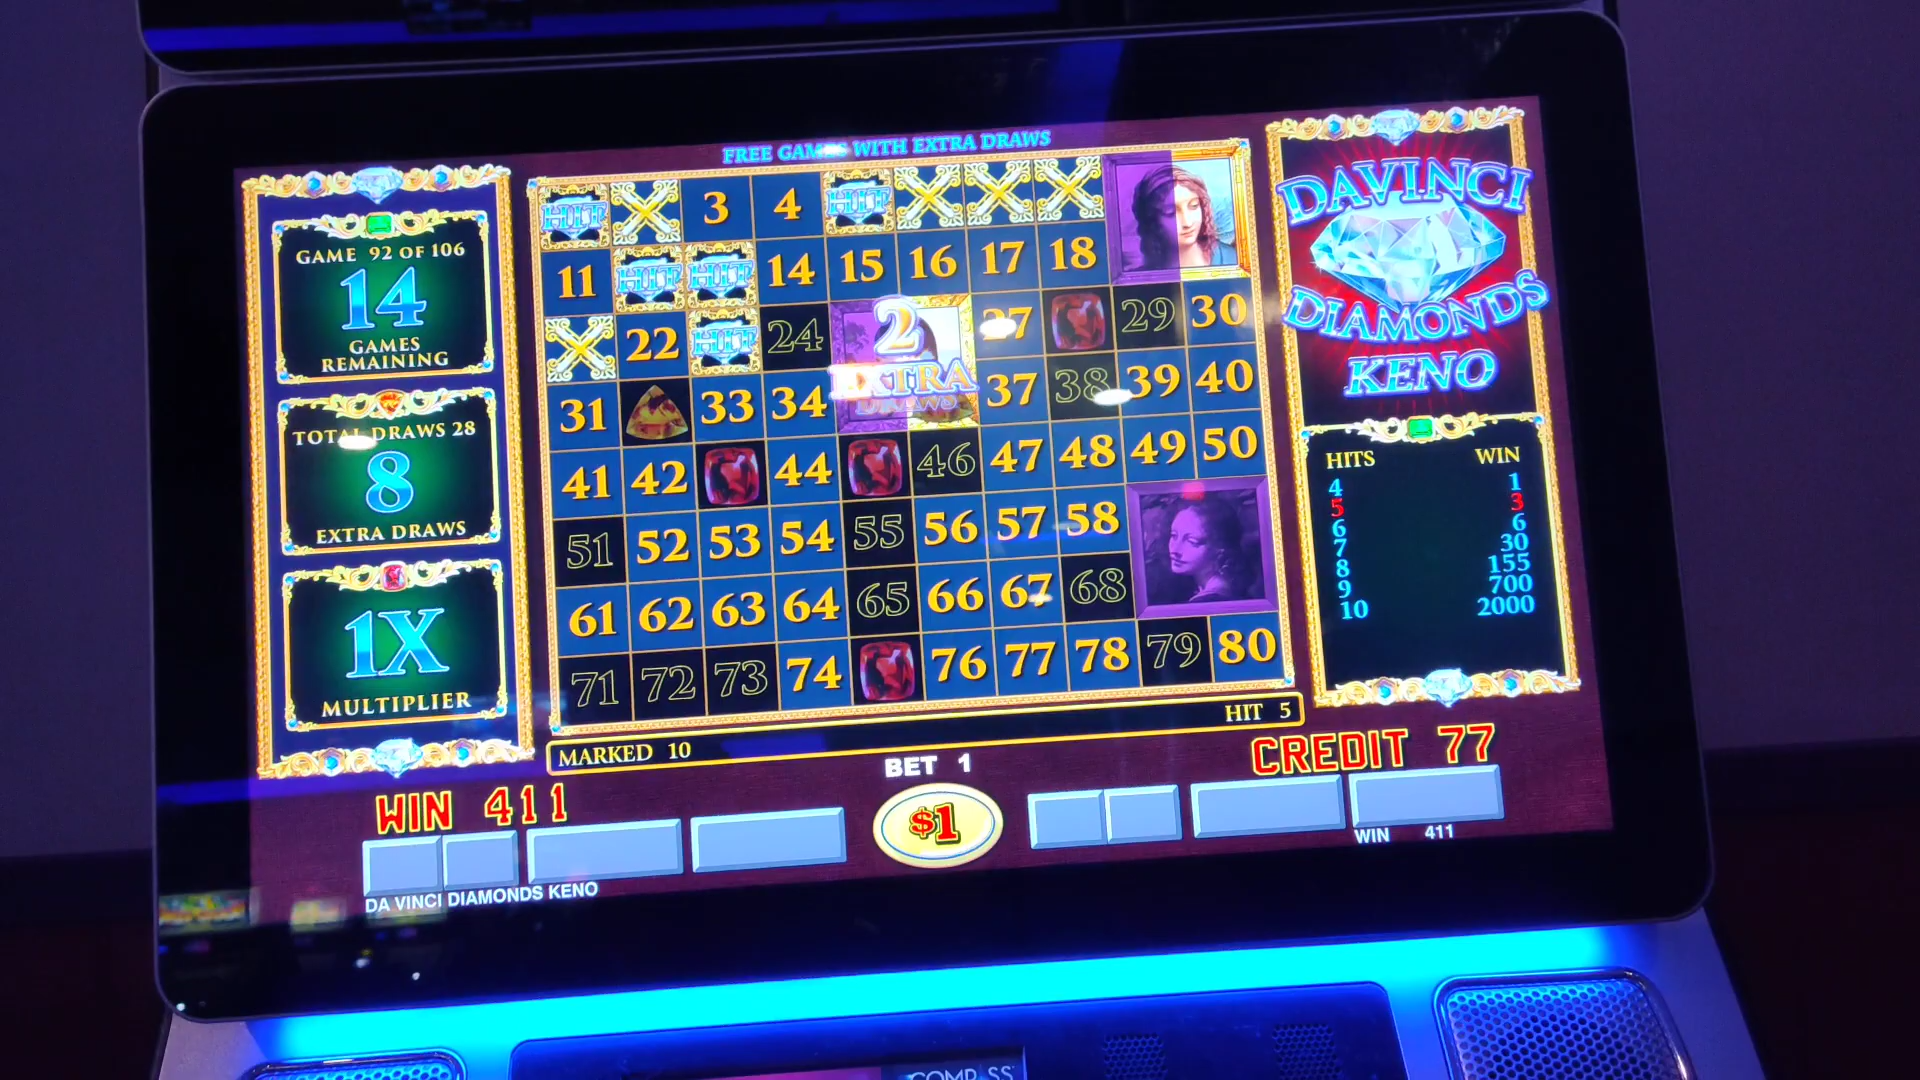 FREE GAMES WITH EXTRA DRAWS
GAME 92 OF 106
14
GAMES
REMAINING
TOTAL DRAWS 28
8
EXTRA DRAWS
1X
MULTIPLIER
HIT 3 4 HIT
11 HIT HIT 14 15 16 17 18
22 HIT 24 27 29 30
2
EXTRA
DRAWS
31 33 34 37 38 39 40
41 42 44 46 47 48 49 50
51 52 53 54 55 56 57 58
61 62 63 64 65 66 67 68
71 72 73 74 76 77 78 79 80
MARKED 10
HIT 5
DAVINCI
DIAMONDS
KENO
HITS WIN
4 1
5 3
6 6
7 30
8 155
9 700
10 2000
WIN 411
BET 1
$1
CREDIT 77
WIN 411
DA VINCI DIAMONDS KENO